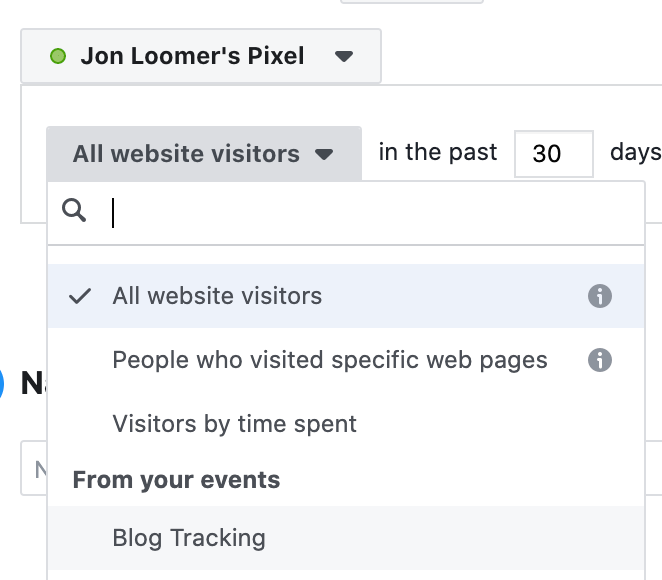 Jon Loomer's Pixel
All website visitors in the past 30 days
All website visitors
People who visited specific web pages
Visitors by time spent
From your events
Blog Tracking